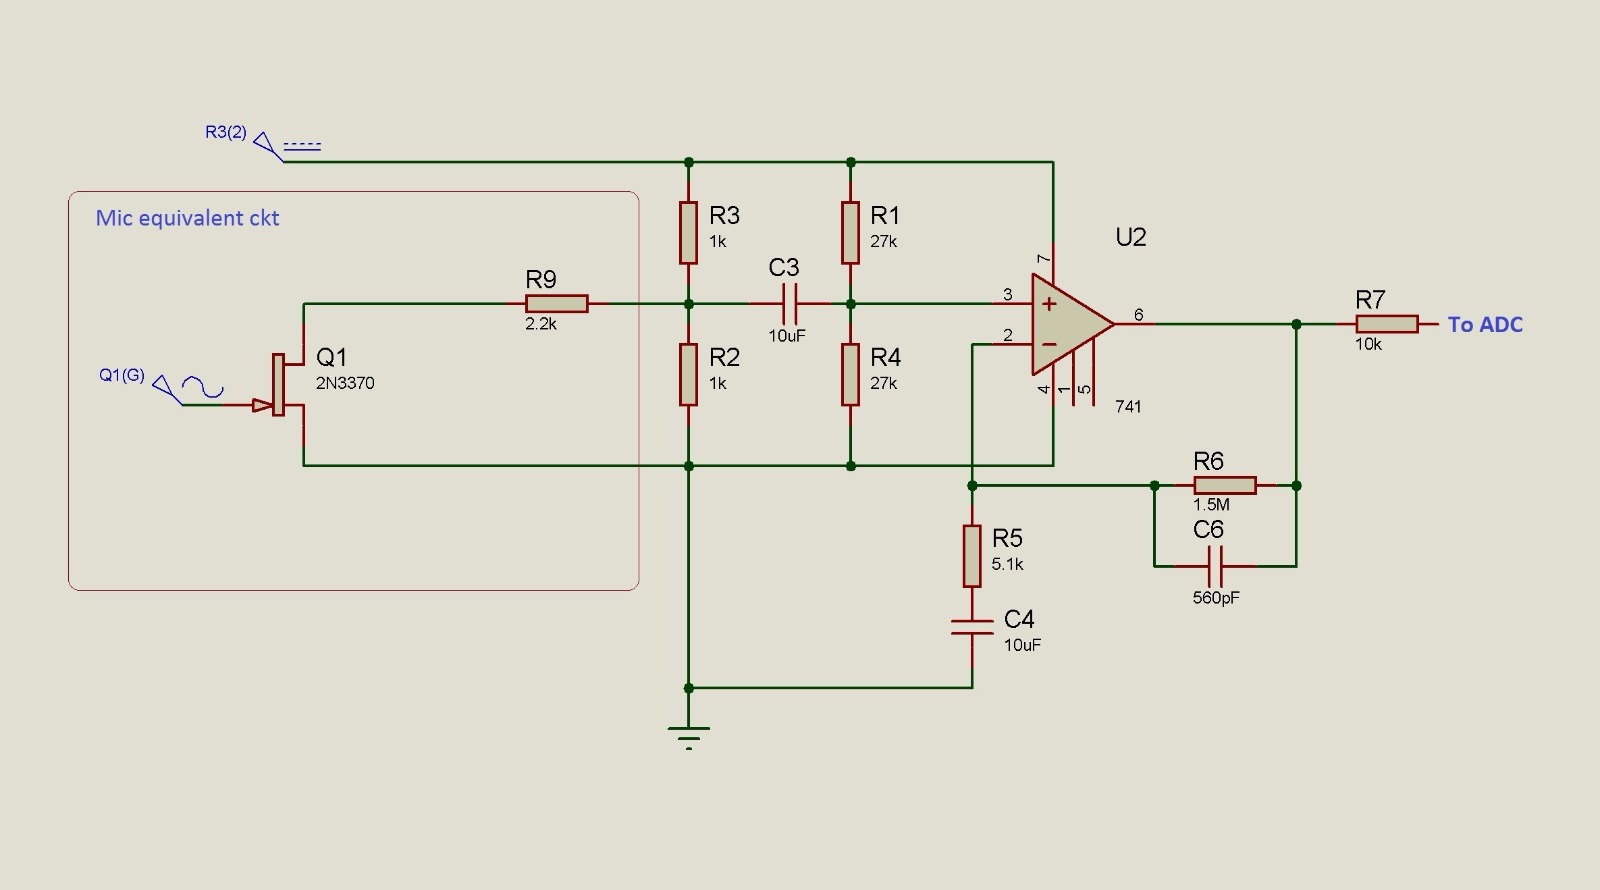 R3(2)
Mic equivalent ckt
R9
2.2k
Q1(G)
Q1
2N3370
R3
1k
R2
1k
C3
10uF
R1
27k
R4
27k
U2
7
3
2
6
4
1
5
+
−
741
R7
10k
To ADC
R6
1.5M
C6
560pF
R5
5.1k
C4
10uF